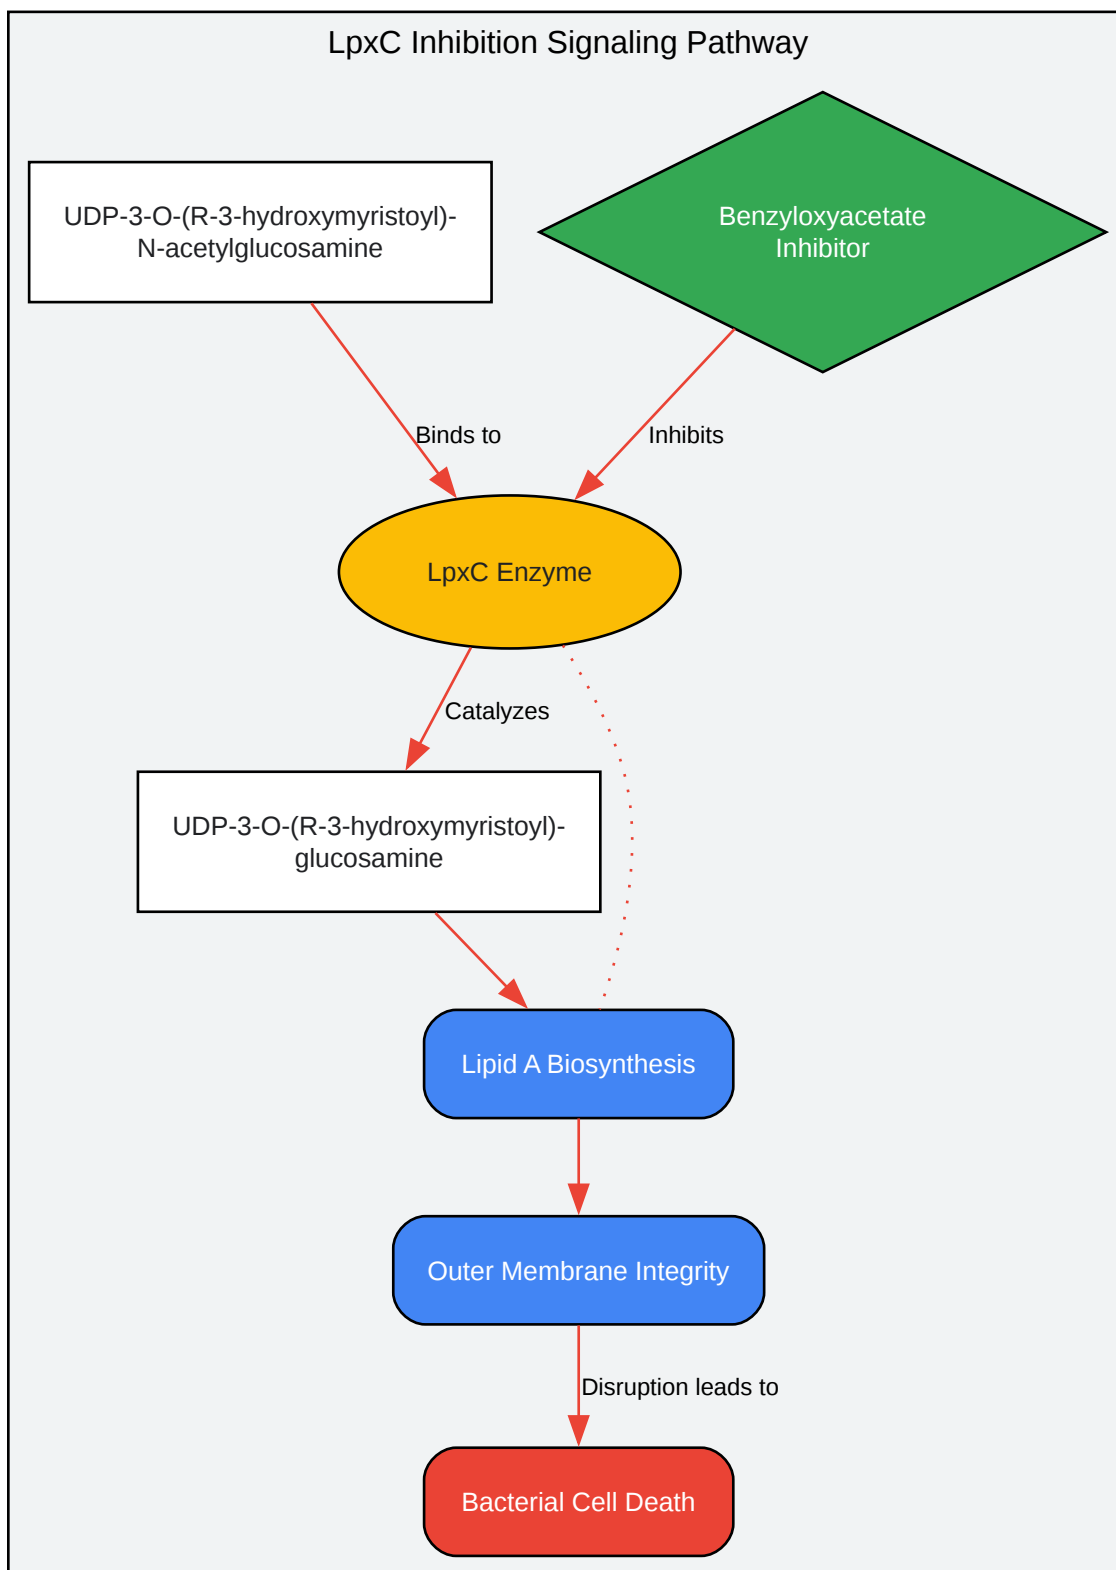 LpxC Inhibition Signaling Pathway
UDP-3-O-(R-3-hydroxymyristoyl)-
N-acetylglucosamine
Benzyloxyacetate
Inhibitor
Binds to
Inhibits
LpxC Enzyme
Catalyzes
UDP-3-O-(R-3-hydroxymyristoyl)-
glucosamine
Lipid A Biosynthesis
Outer Membrane Integrity
Disruption leads to
Bacterial Cell Death